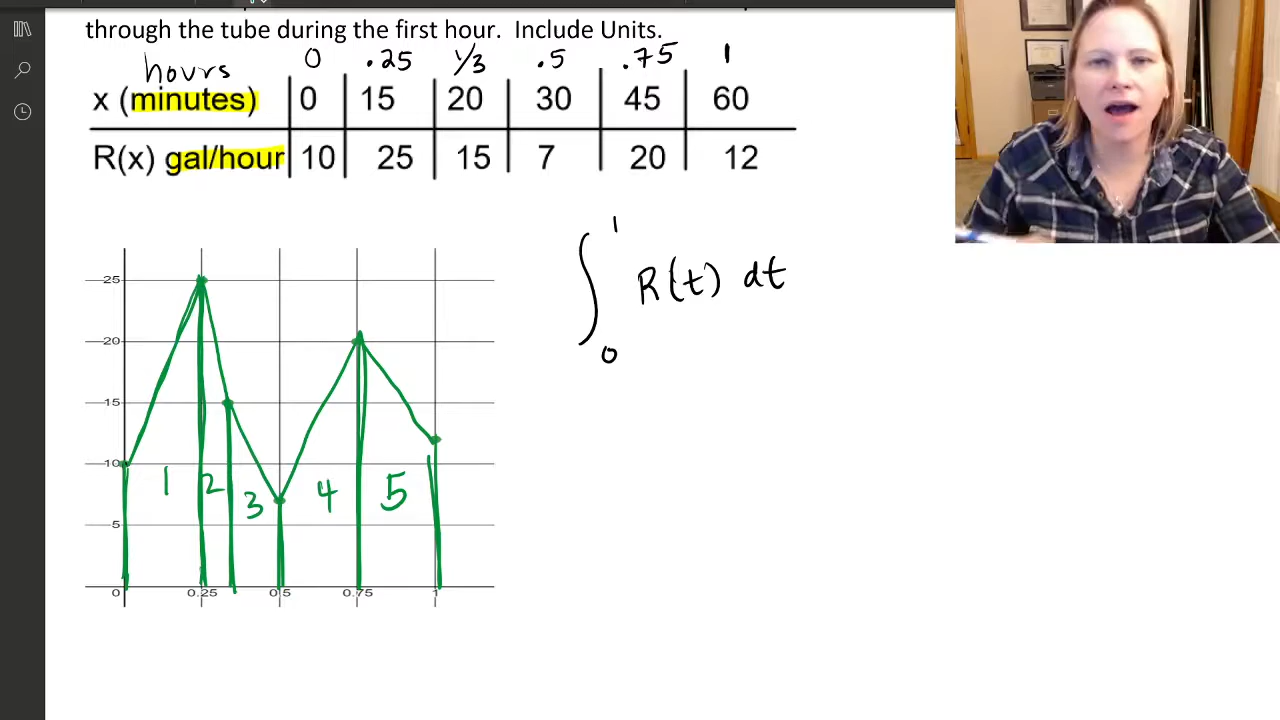 through the tube during the first hour. Include Units.
hours 0 .25 1/3 .5 .75 1
x (minutes) 0 15 20 30 45 60
R(x) gal/hour 10 25 15 7 20 12
1
∫ R(t) dt
0
25
20
15
10
5
1 2 3 4 5
0 0.25 0.5 0.75 1